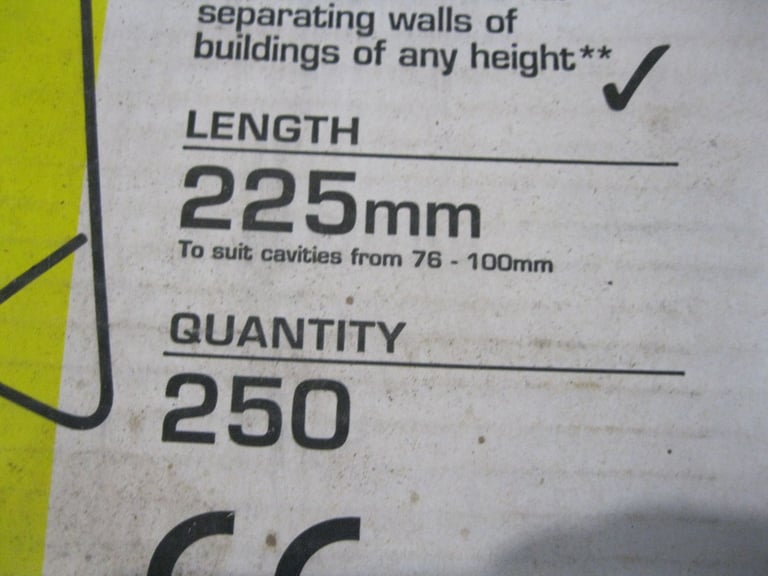 separating walls of
buildings of any height**
LENGTH
225mm
To suit cavities from 76 - 100mm
QUANTITY
250
CE